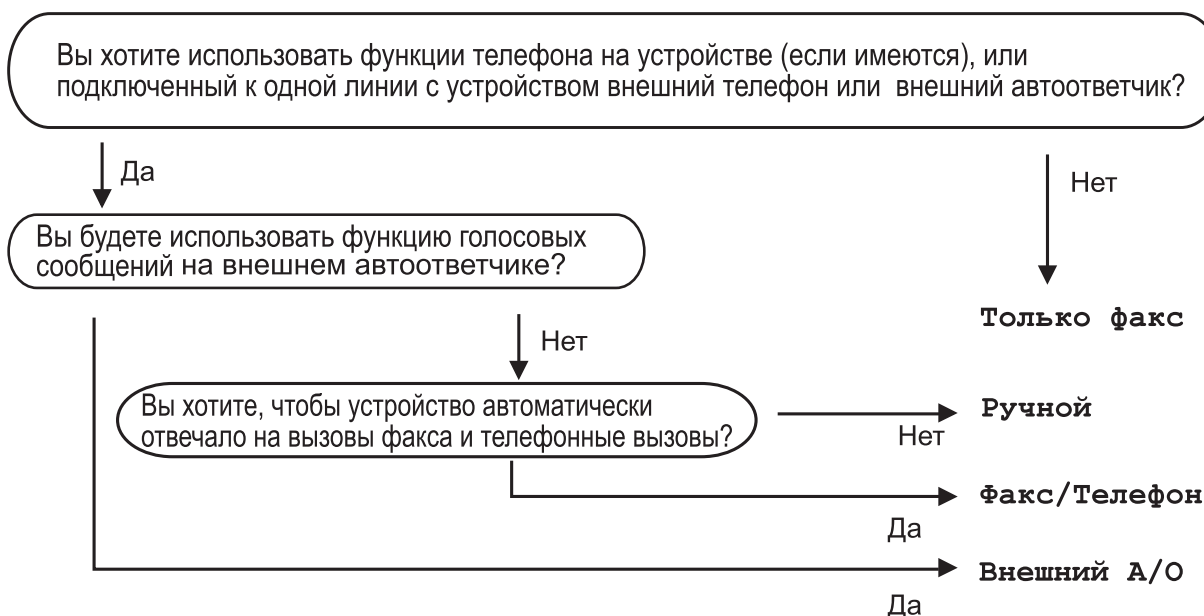 Вы хотите использовать функции телефона на устройстве (если имеются), или
подключенный к одной линии с устройством внешний телефон или внешний автоответчик?
Да
Нет
Вы будете использовать функцию голосовых
сообщений на внешнем автоответчике?
Только факс
Нет
Вы хотите, чтобы устройство автоматически
отвечало на вызовы факса и телефонные вызовы?
Ручной
Нет
Факс/Телефон
Да
Внешний А/О
Да